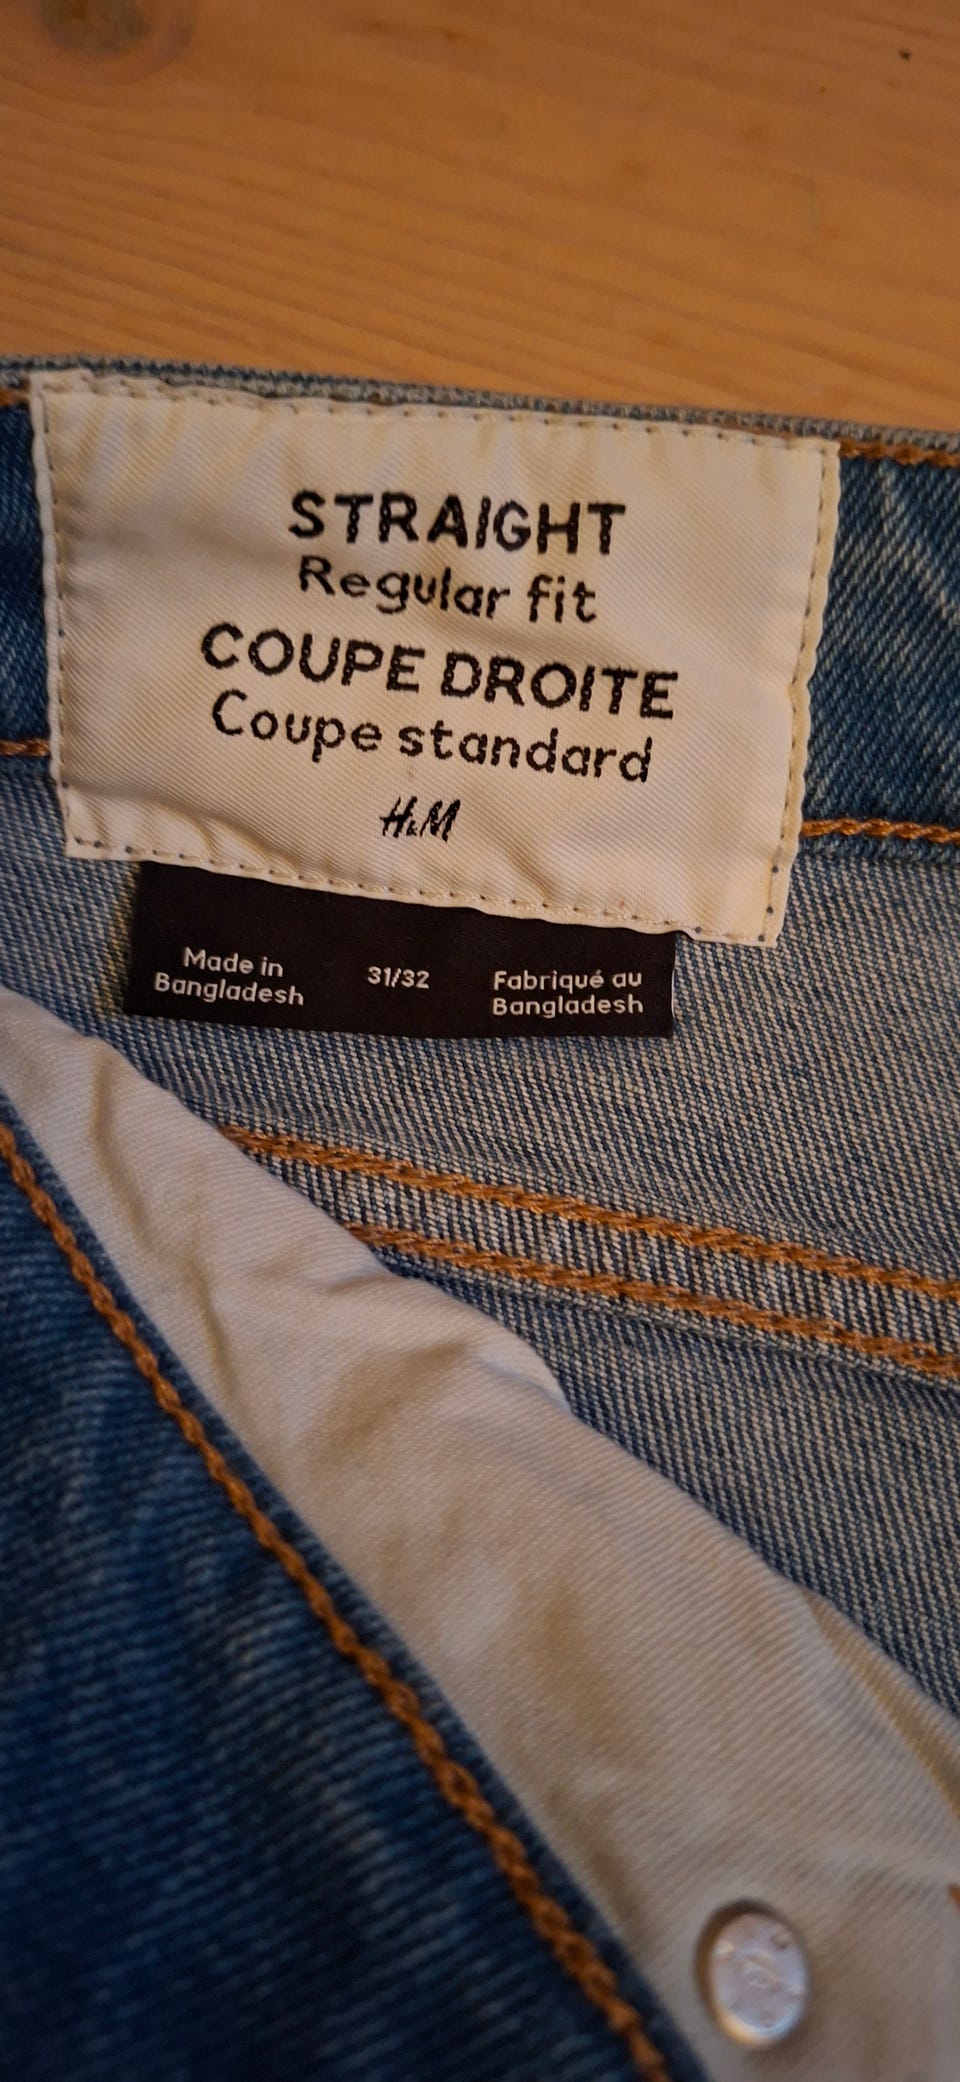 STRAIGHT
Regular fit
COUPE DROITE
Coupe standard
H&M
Made in
Bangladesh
31/32
Fabriqué au
Bangladesh